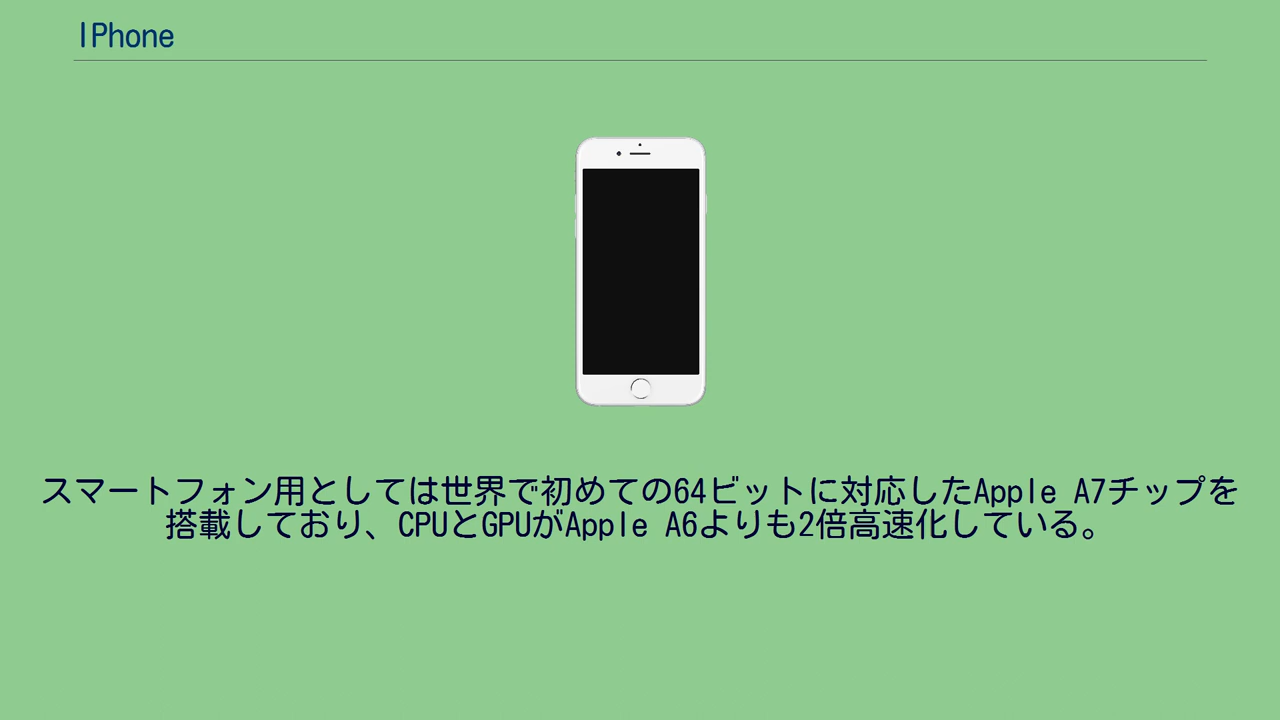 IPhone
スマートフォン用としては世界で初めての64ビットに対応したApple A7チップを
搭載しており、CPUとGPUがApple A6よりも2倍高速化している。